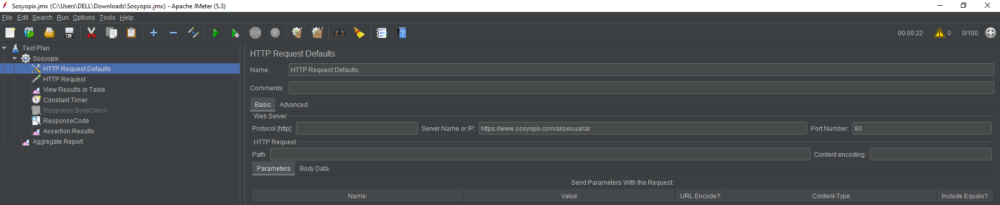 Sosyopix.jmx (C:\Users\DELL\Downloads\Sosyopix.jmx) - Apache JMeter (5.3)
File Edit Search Run Options Tools Help
STOP
00:00:22 0 0/100
Test Plan
Sosyopix
HTTP Request Defaults
HTTP Request
View Results in Table
Constant Timer
Response BodyCheck
ResponseCode
Assertion Results
Aggregate Report
HTTP Request Defaults
Name: HTTP Request Defaults
Comments:
Basic Advanced
Web Server
Protocol [http]: Server Name or IP: https://www.sosyopix.com/aksesuarlar Port Number: 80
HTTP Request
Path: Content encoding:
Parameters Body Data
Send Parameters With the Request:
Name: Value URL Encode? Content-Type Include Equals?